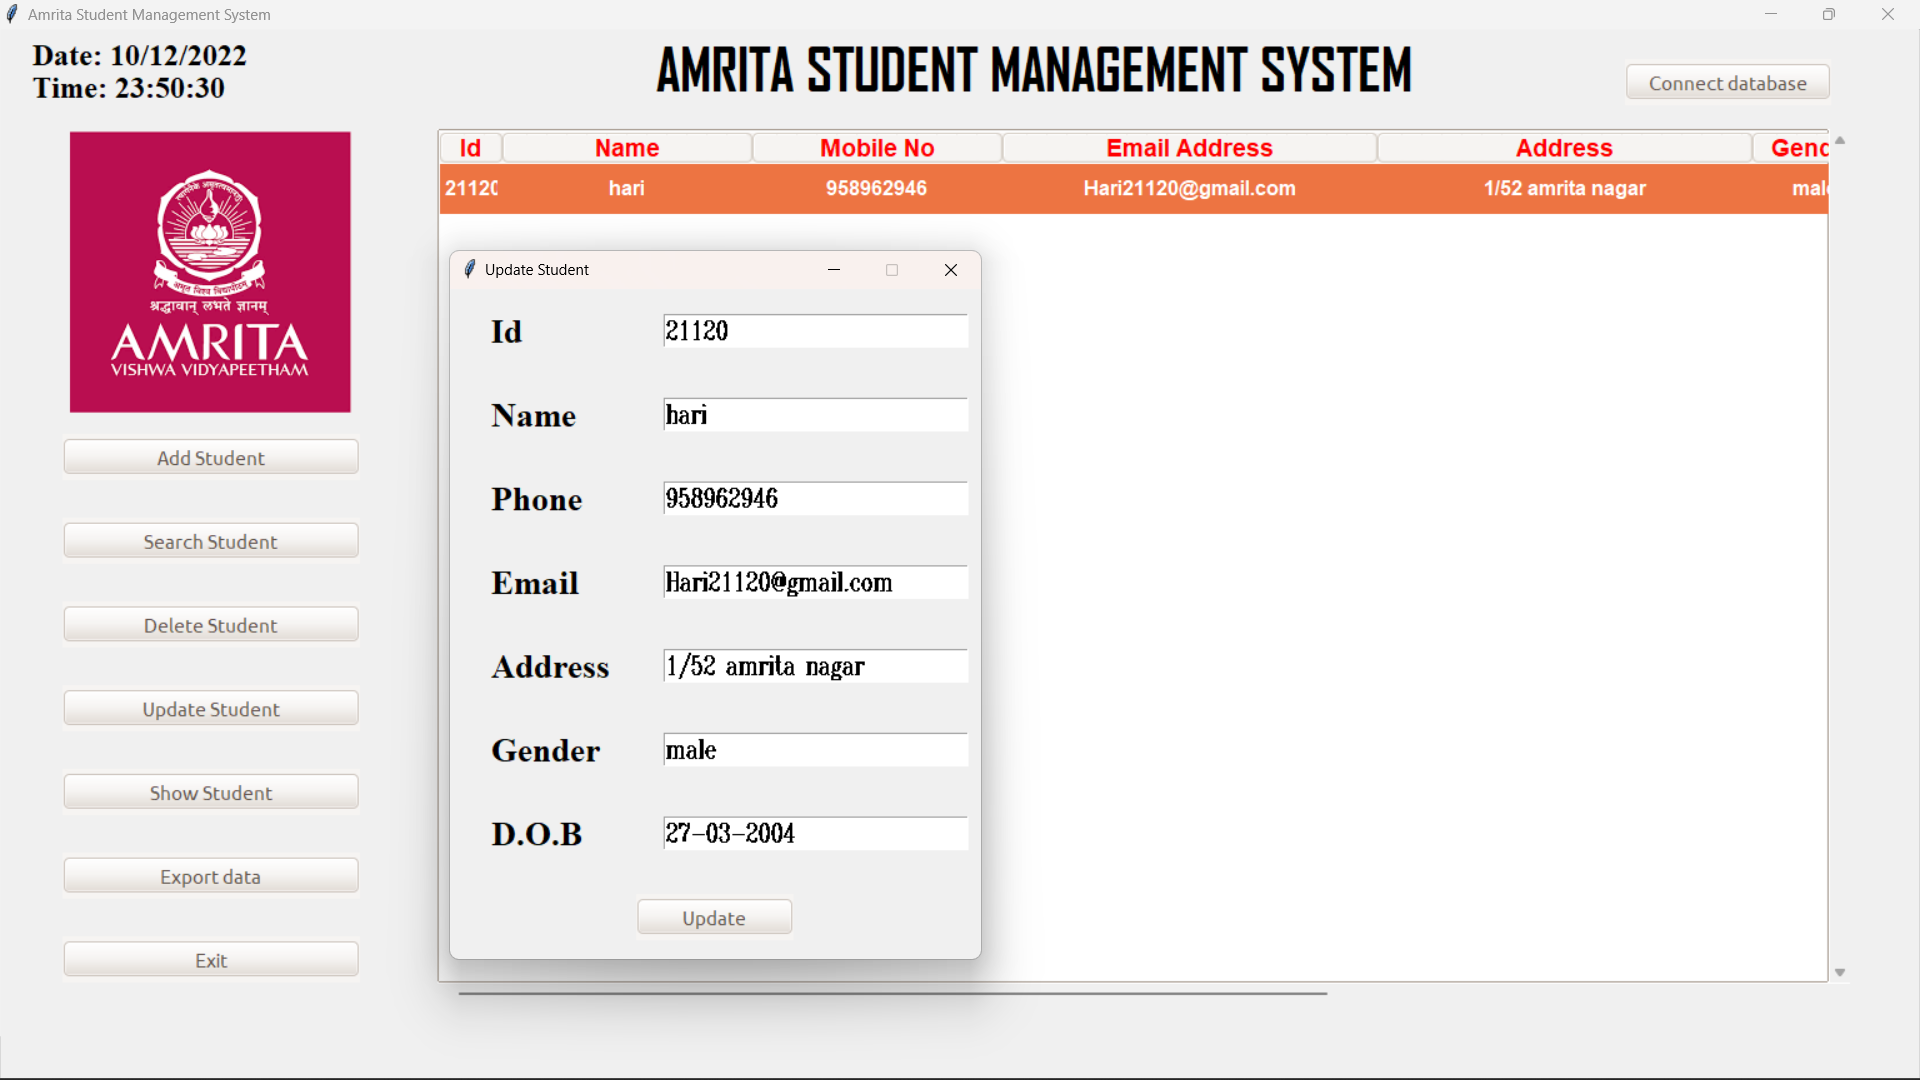 Amrita Student Management System
Date: 10/12/2022
Time: 23:50:30
AMRITA STUDENT MANAGEMENT SYSTEM
Connect database
श्रद्धावान् लभते ज्ञानम्
AMRITA
VISHWA VIDYAPEETHAM
Add Student
Search Student
Delete Student
Update Student
Show Student
Export data
Exit
Id Name Mobile No Email Address Address Gend
21120 hari 958962946 Hari21120@gmail.com 1/52 amrita nagar male
Update Student
Id 21120
Name hari
Phone 958962946
Email Hari21120@gmail.com
Address 1/52 amrita nagar
Gender male
D.O.B 27-03-2004
Update